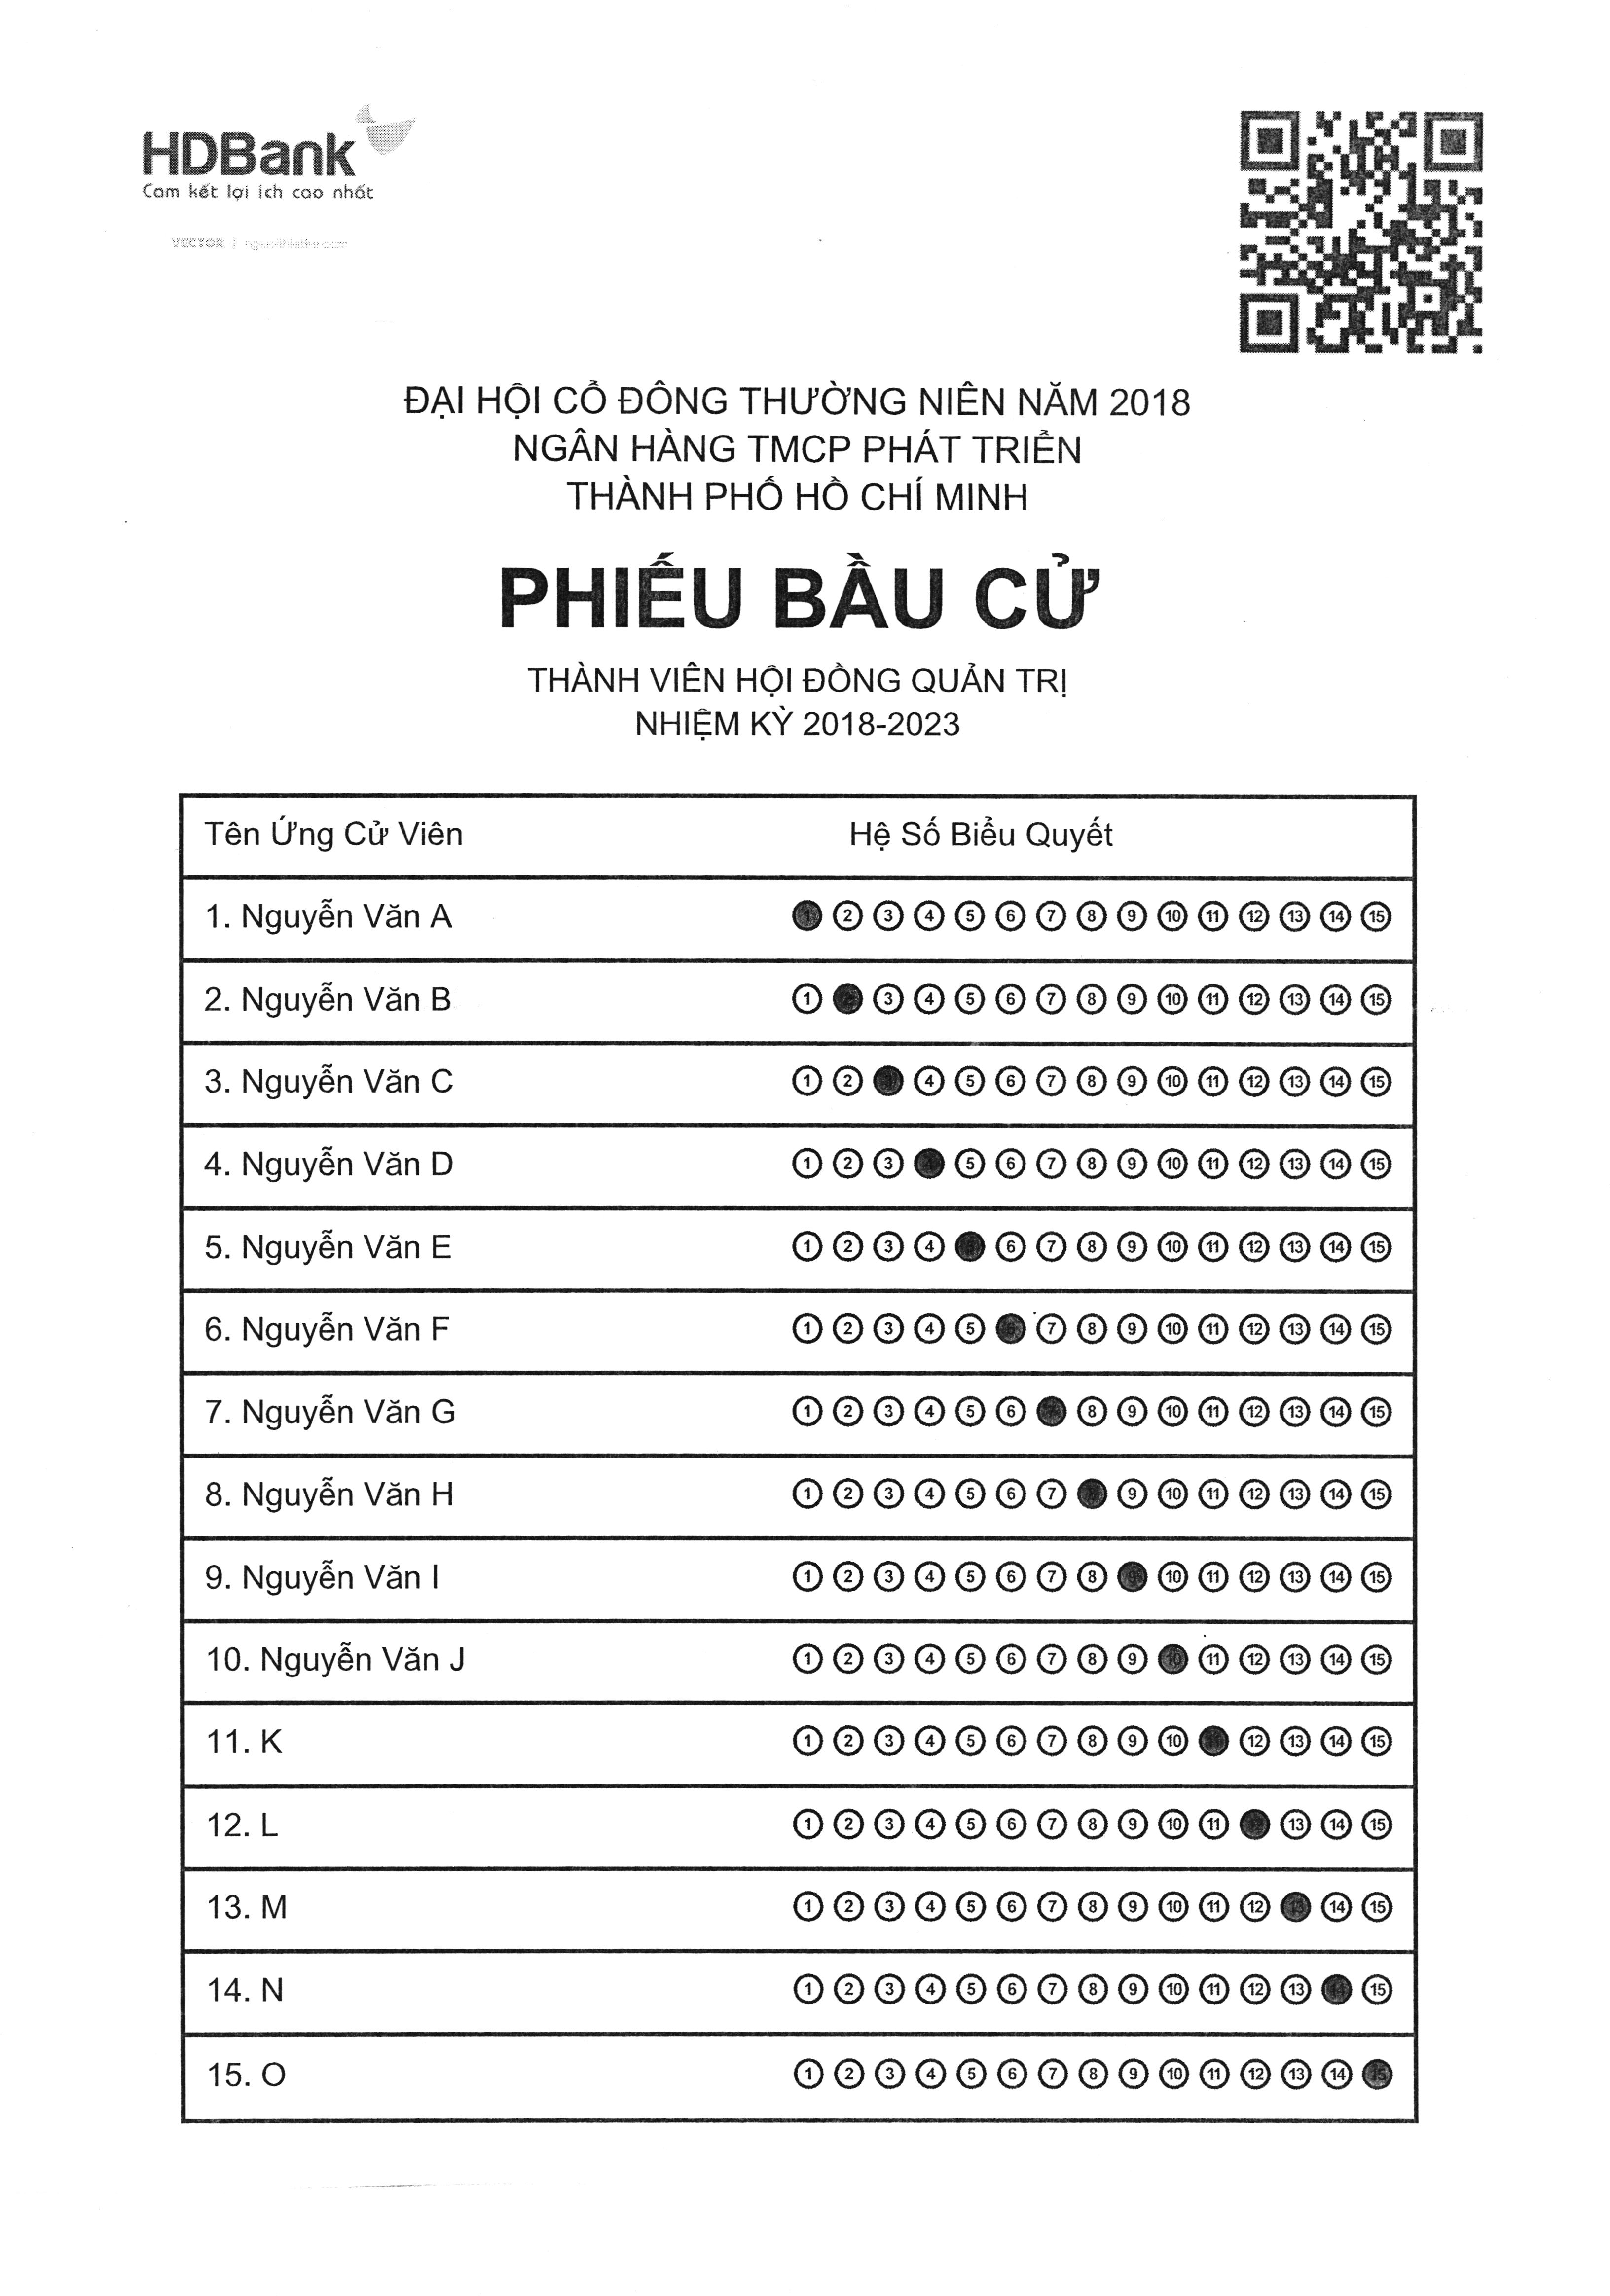 HDBank
Cam kết lợi ích cao nhất
VECTOR
ĐẠI HỘI CỔ ĐÔNG THƯỜNG NIÊN NĂM 2018
NGÂN HÀNG TMCP PHÁT TRIỂN
THÀNH PHỐ HỒ CHÍ MINH
PHIẾU BẦU CỬ
THÀNH VIÊN HỘI ĐỒNG QUẢN TRỊ
NHIỆM KỲ 2018-2023
Tên Ứng Cử Viên Hệ Số Biểu Quyết
1. Nguyễn Văn A 1 2 3 4 5 6 7 8 9 10 11 12 13 14 15
2. Nguyễn Văn B 1 2 3 4 5 6 7 8 9 10 11 12 13 14 15
3. Nguyễn Văn C 1 2 3 4 5 6 7 8 9 10 11 12 13 14 15
4. Nguyễn Văn D 1 2 3 4 5 6 7 8 9 10 11 12 13 14 15
5. Nguyễn Văn E 1 2 3 4 5 6 7 8 9 10 11 12 13 14 15
6. Nguyễn Văn F 1 2 3 4 5 6 7 8 9 10 11 12 13 14 15
7. Nguyễn Văn G 1 2 3 4 5 6 7 8 9 10 11 12 13 14 15
8. Nguyễn Văn H 1 2 3 4 5 6 7 8 9 10 11 12 13 14 15
9. Nguyễn Văn I 1 2 3 4 5 6 7 8 9 10 11 12 13 14 15
10. Nguyễn Văn J 1 2 3 4 5 6 7 8 9 10 11 12 13 14 15
11. K 1 2 3 4 5 6 7 8 9 10 11 12 13 14 15
12. L 1 2 3 4 5 6 7 8 9 10 11 12 13 14 15
13. M 1 2 3 4 5 6 7 8 9 10 11 12 13 14 15
14. N 1 2 3 4 5 6 7 8 9 10 11 12 13 14 15
15. O 1 2 3 4 5 6 7 8 9 10 11 12 13 14 15